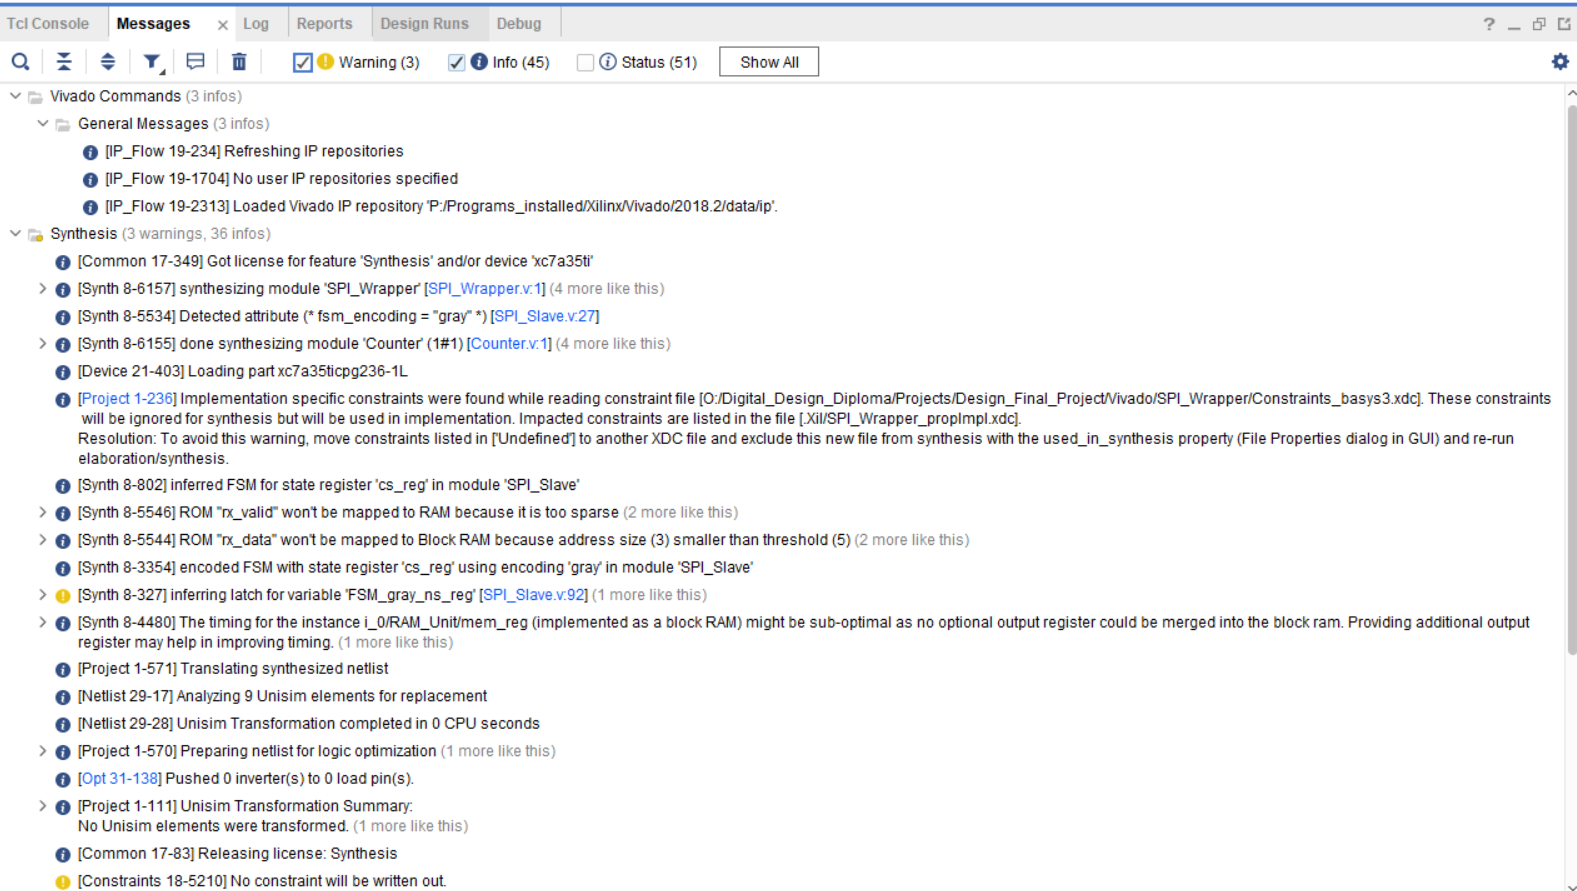 Tcl Console Messages × Log Reports Design Runs Debug ? _
Warning (3) Info (45) Status (51) Show All
Vivado Commands (3 infos)
General Messages (3 infos)
[IP_Flow 19-234] Refreshing IP repositories
[IP_Flow 19-1704] No user IP repositories specified
[IP_Flow 19-2313] Loaded Vivado IP repository 'P:/Programs_installed/Xilinx/Vivado/2018.2/data/ip'.
Synthesis (3 warnings, 36 infos)
[Common 17-349] Got license for feature 'Synthesis' and/or device 'xc7a35ti'
[Synth 8-6157] synthesizing module 'SPI_Wrapper' [SPI_Wrapper.v:1] (4 more like this)
[Synth 8-5534] Detected attribute (* fsm_encoding = "gray" *) [SPI_Slave.v:27]
[Synth 8-6155] done synthesizing module 'Counter' (1#1) [Counter.v:1] (4 more like this)
[Device 21-403] Loading part xc7a35ticpg236-1L
[Project 1-236] Implementation specific constraints were found while reading constraint file [O:/Digital_Design_Diploma/Projects/Design_Final_Project/Vivado/SPI_Wrapper/Constraints_basys3.xdc]. These constraints
will be ignored for synthesis but will be used in implementation. Impacted constraints are listed in the file [.Xil/SPI_Wrapper_propImpl.xdc].
Resolution: To avoid this warning, move constraints listed in ['Undefined'] to another XDC file and exclude this new file from synthesis with the used_in_synthesis property (File Properties dialog in GUI) and re-run
elaboration/synthesis.
[Synth 8-802] inferred FSM for state register 'cs_reg' in module 'SPI_Slave'
[Synth 8-5546] ROM "rx_valid" won't be mapped to RAM because it is too sparse (2 more like this)
[Synth 8-5544] ROM "rx_data" won't be mapped to Block RAM because address size (3) smaller than threshold (5) (2 more like this)
[Synth 8-3354] encoded FSM with state register 'cs_reg' using encoding 'gray' in module 'SPI_Slave'
[Synth 8-327] inferring latch for variable 'FSM_gray_ns_reg' [SPI_Slave.v:92] (1 more like this)
[Synth 8-4480] The timing for the instance i_0/RAM_Unit/mem_reg (implemented as a block RAM) might be sub-optimal as no optional output register could be merged into the block ram. Providing additional output
register may help in improving timing. (1 more like this)
[Project 1-571] Translating synthesized netlist
[Netlist 29-17] Analyzing 9 Unisim elements for replacement
[Netlist 29-28] Unisim Transformation completed in 0 CPU seconds
[Project 1-570] Preparing netlist for logic optimization (1 more like this)
[Opt 31-138] Pushed 0 inverter(s) to 0 load pin(s).
[Project 1-111] Unisim Transformation Summary:
No Unisim elements were transformed. (1 more like this)
[Common 17-83] Releasing license: Synthesis
[Constraints 18-5210] No constraint will be written out.